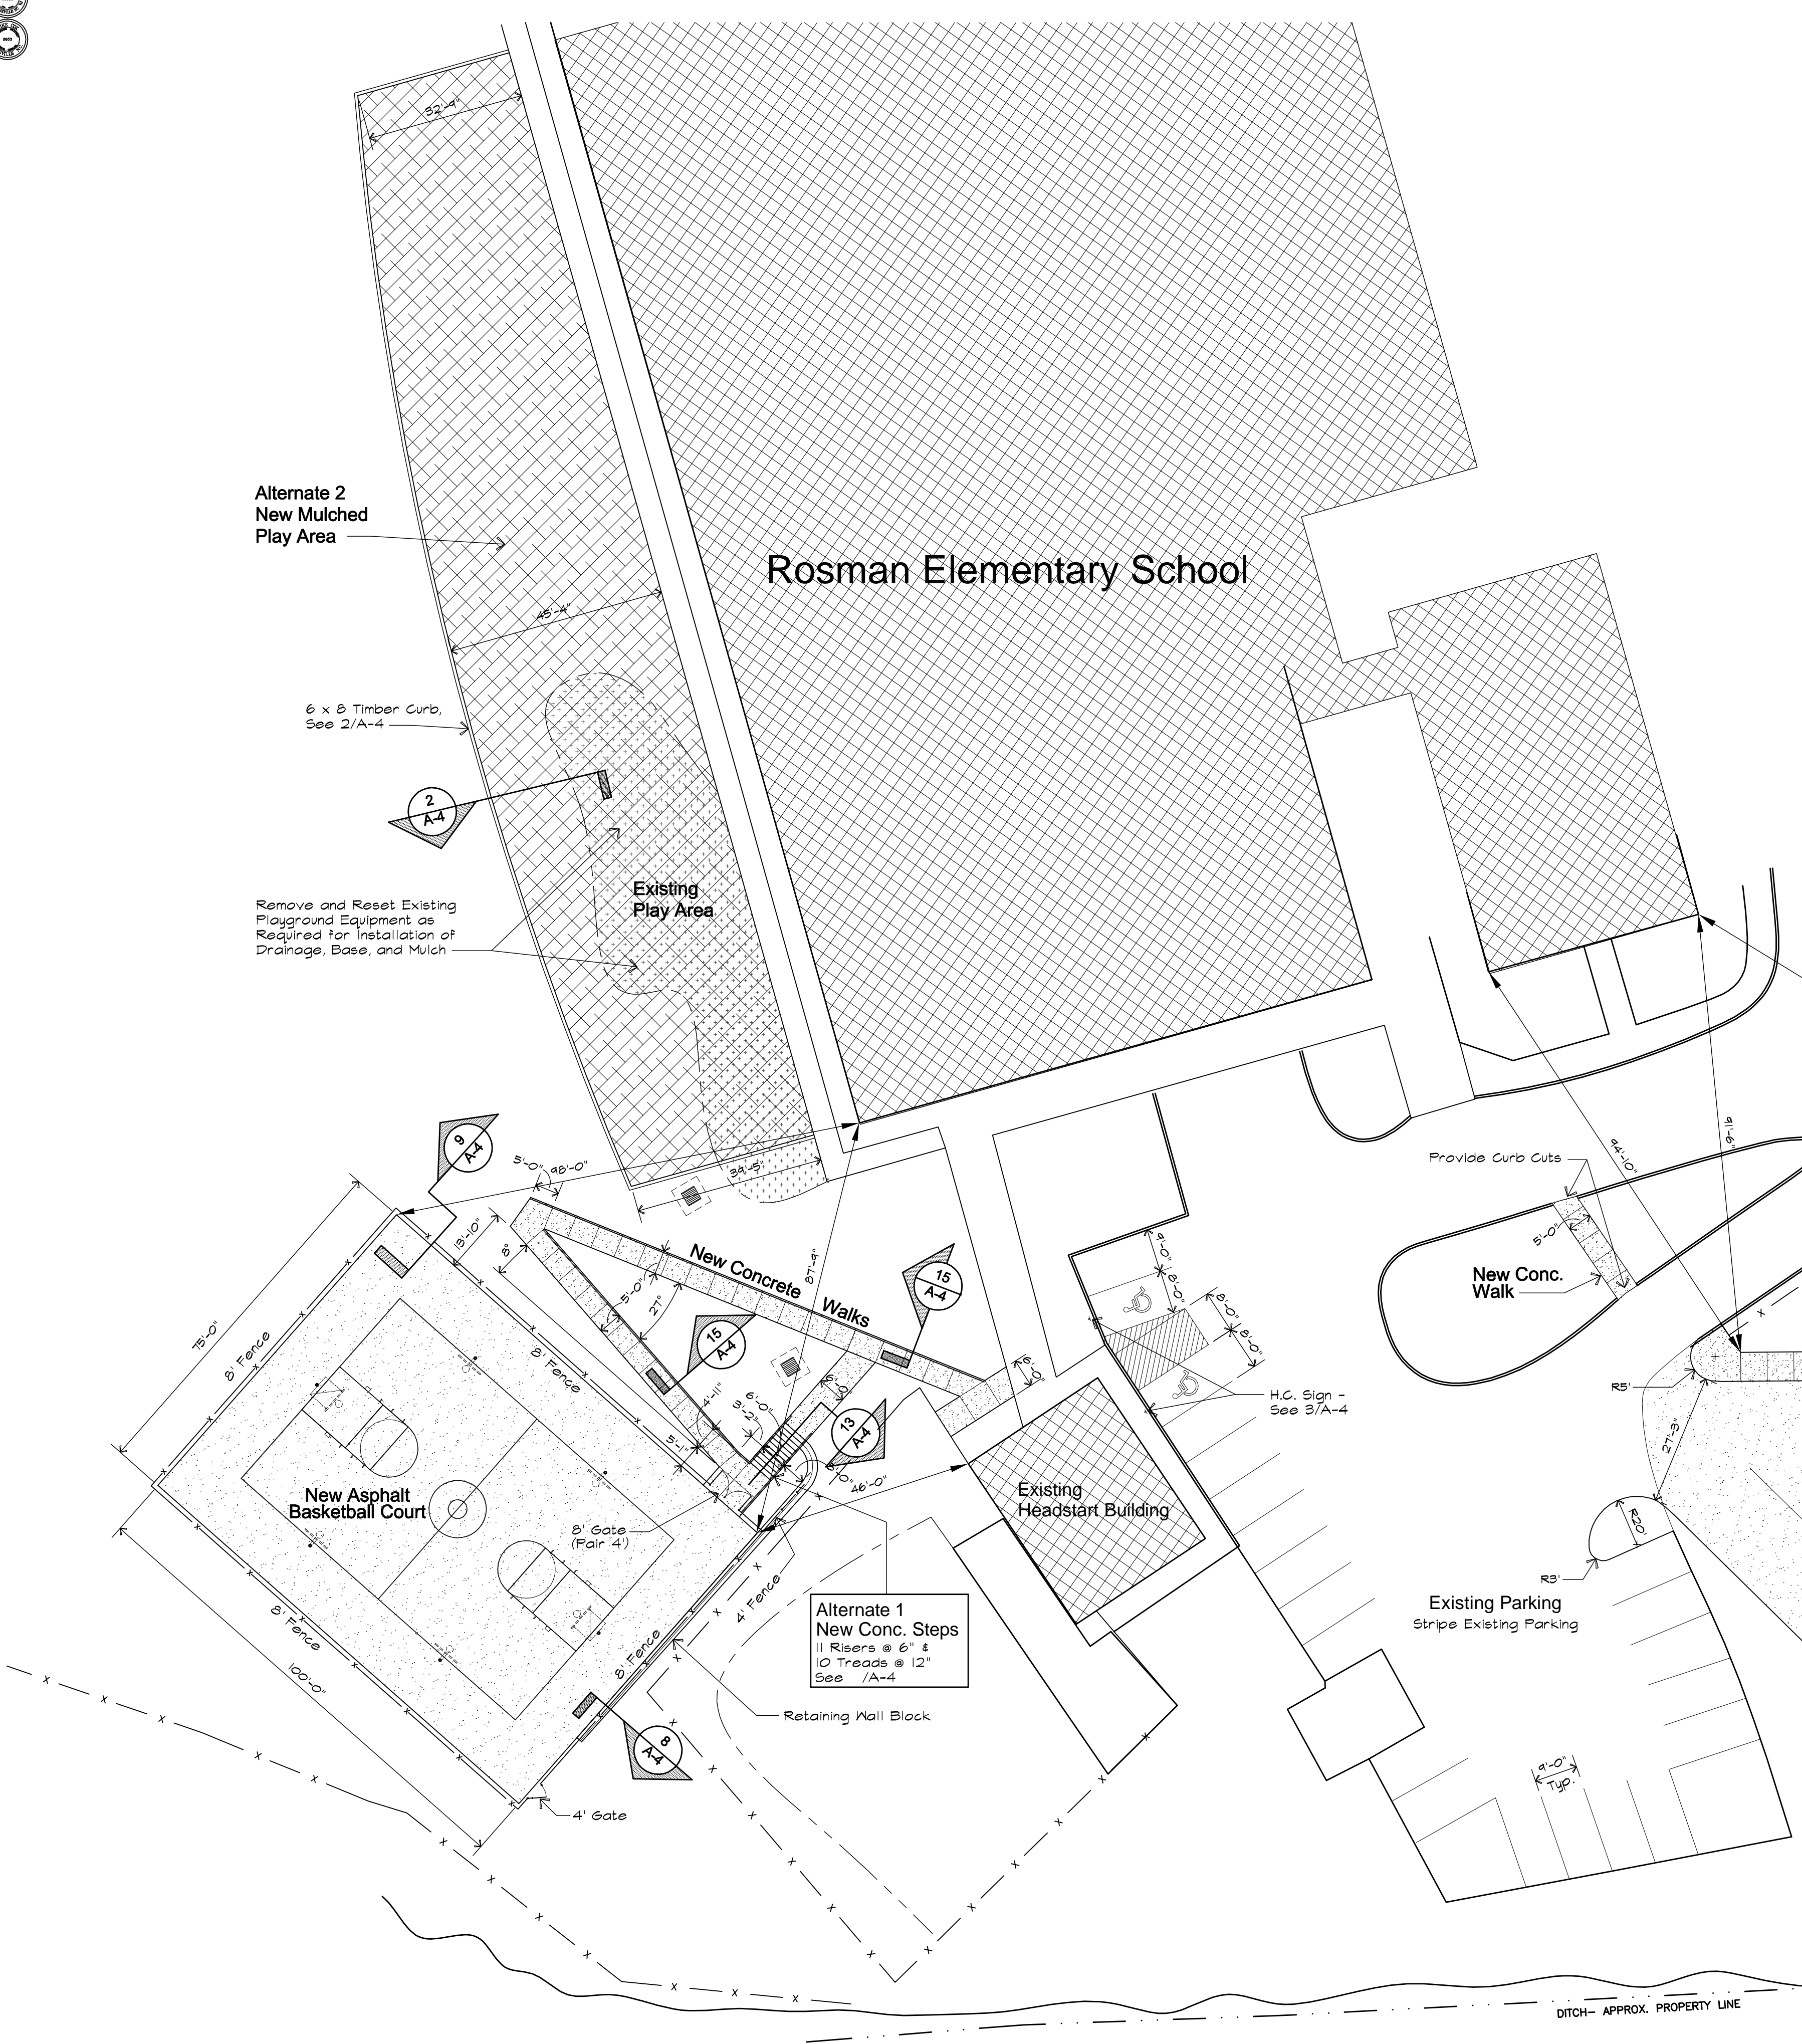 32'-9"
Alternate 2
New Mulched
Play Area
Rosman Elementary School
45'-4"
6 x 8 Timber Curb,
See 2/A-4
2
A-4
Existing
Play Area
Remove and Reset Existing
Playground Equipment as
Required for Installation of
Drainage, Base, and Mulch
9
A-4
5'-0"
98'-0"
39'-5"
13'-10"
8"
75'-0"
8' Fence
8' Fence
New Concrete Walks
87'-9"
5'-0"
27°
15
A-4
15
A-4
9'-0"
8'-0"
8'-0"
8'-0"
6'-0"
H.C. Sign -
See 3/A-4
Provide Curb Cuts
94'-10"
91'-6"
5'-0"
New Conc.
Walk
R5'
27'-3"
R20'
R3'
4'-11"
6'-0"
3'-2"
6'-0"
5'-1"
13
A-4
46'-0"
New Asphalt
Basketball Court
8' Gate
(Pair 4')
Existing
Headstart Building
4' Fence
8' Fence
8' Fence
100'-0"
Alternate 1
New Conc. Steps
11 Risers @ 6" &
10 Treads @ 12"
See /A-4
Retaining Wall Block
8
A-4
4' Gate
Existing Parking
Stripe Existing Parking
9'-0"
Typ.
DITCH- APPROX. PROPERTY LINE